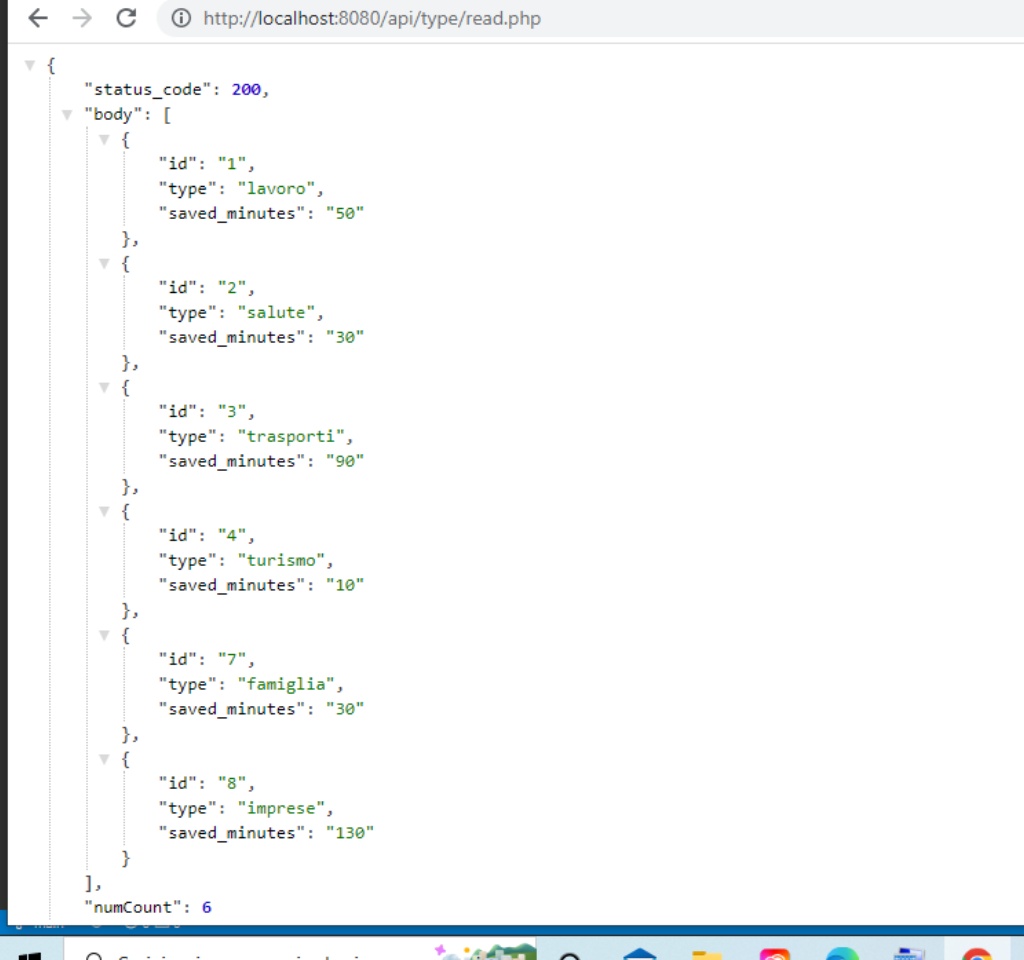 http://localhost:8080/api/type/read.php
{
"status_code": 200,
"body": [
{
"id": "1",
"type": "lavoro",
"saved_minutes": "50"
},
{
"id": "2",
"type": "salute",
"saved_minutes": "30"
},
{
"id": "3",
"type": "trasporti",
"saved_minutes": "90"
},
{
"id": "4",
"type": "turismo",
"saved_minutes": "10"
},
{
"id": "7",
"type": "famiglia",
"saved_minutes": "30"
},
{
"id": "8",
"type": "imprese",
"saved_minutes": "130"
}
],
"numCount": 6